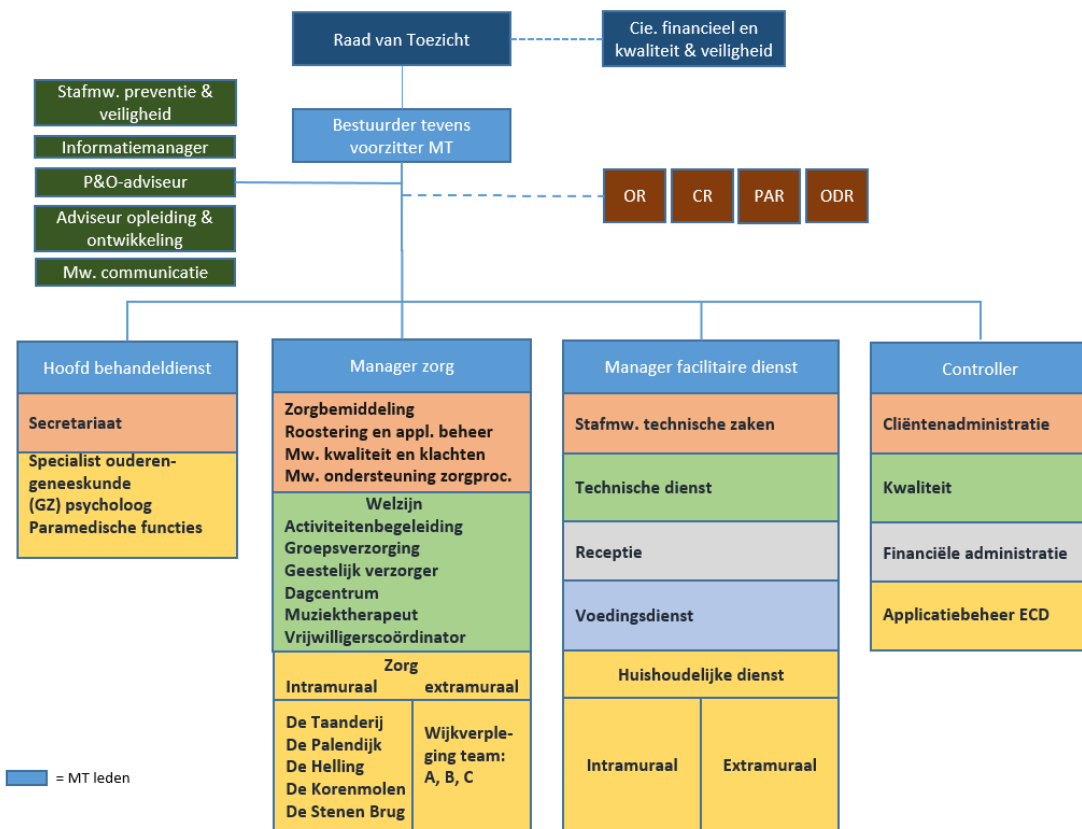 Raad van Toezicht
Cie. financieel en
kwaliteit & veiligheid
Stafmw. preventie &
veiligheid
Informatiemanager
P&O-adviseur
Adviseur opleiding &
ontwikkeling
Mw. communicatie
Bestuurder tevens
voorzitter MT
OR
CR
PAR
ODR
Hoofd behandeldienst
Secretariaat
Specialist ouderen-
geneeskunde
(GZ) psycholoog
Paramedische functies
Manager zorg
Zorgbemiddeling
Roostering en appl. beheer
Mw. kwaliteit en klachten
Mw. ondersteuning zorgproc.
Welzijn
Activiteitenbegeleiding
Groepsverzorging
Geestelijk verzorger
Dagcentrum
Muziektherapeut
Vrijwilligerscoördinator
Zorg
Intramuraal extramuraal
De Taanderij
De Palendijk
De Helling
De Korenmolen
De Stenen Brug
Wijkverple-
ging team:
A, B, C
Manager facilitaire dienst
Stafmw. technische zaken
Technische dienst
Receptie
Voedingsdienst
Huishoudelijke dienst
Intramuraal
Extramuraal
Controller
Cliëntenadministratie
Kwaliteit
Financiële administratie
Applicatiebeheer ECD
= MT leden